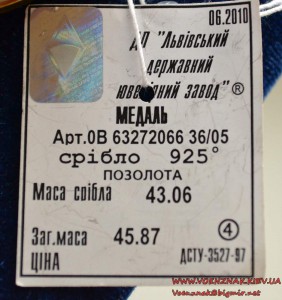 06.2010
ДП "Львівський
державний
ювелірний завод"®
МЕДАЛЬ
Арт.0В 63272066 36/05
срібло 925°
ПОЗОЛОТА
Маса срібла 43.06
Заг.маса 45.87
ЦІНА
4
ДСТУ-3527-97
WWW.VOENZNAK.KIEV.UA
Voenznak@bigmir.net